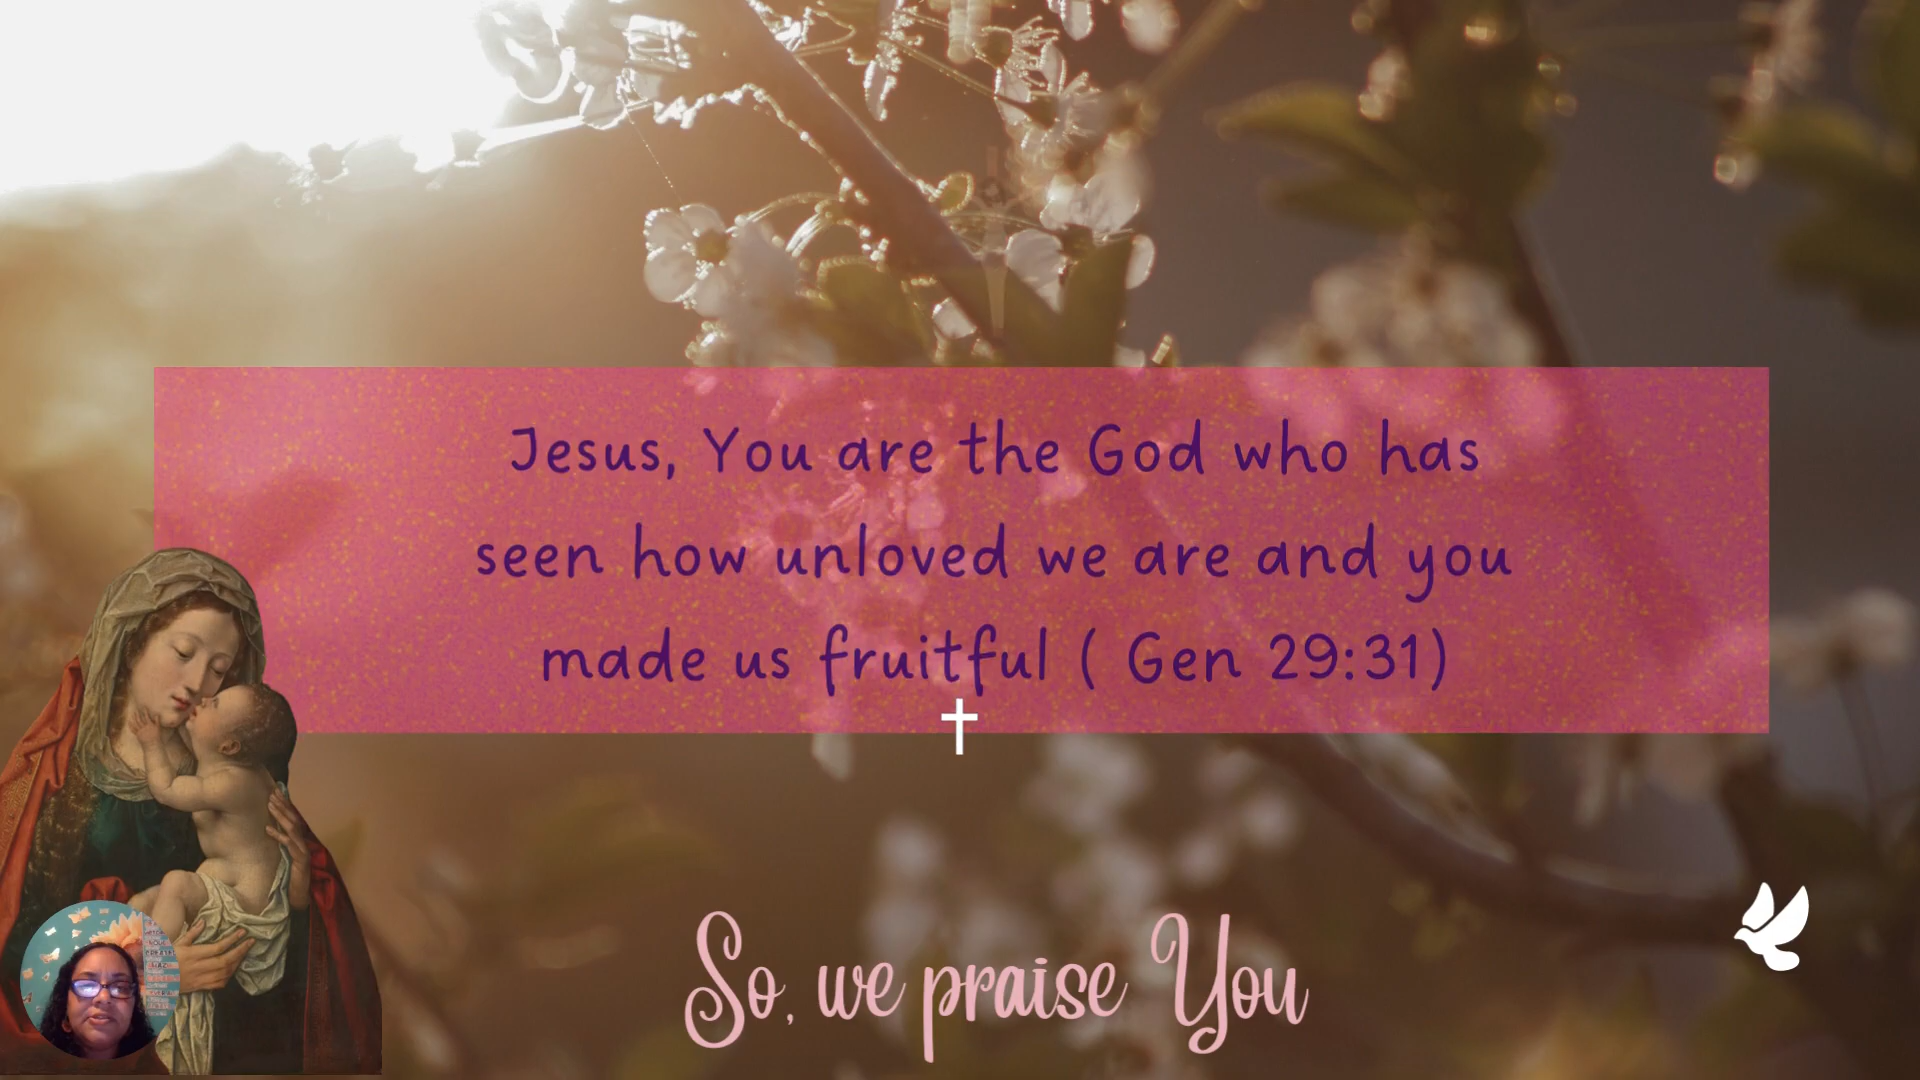 Jesus, You are the God who has
seen how unloved we are and you
made us fruitful ( Gen 29:31)
So, we praise You